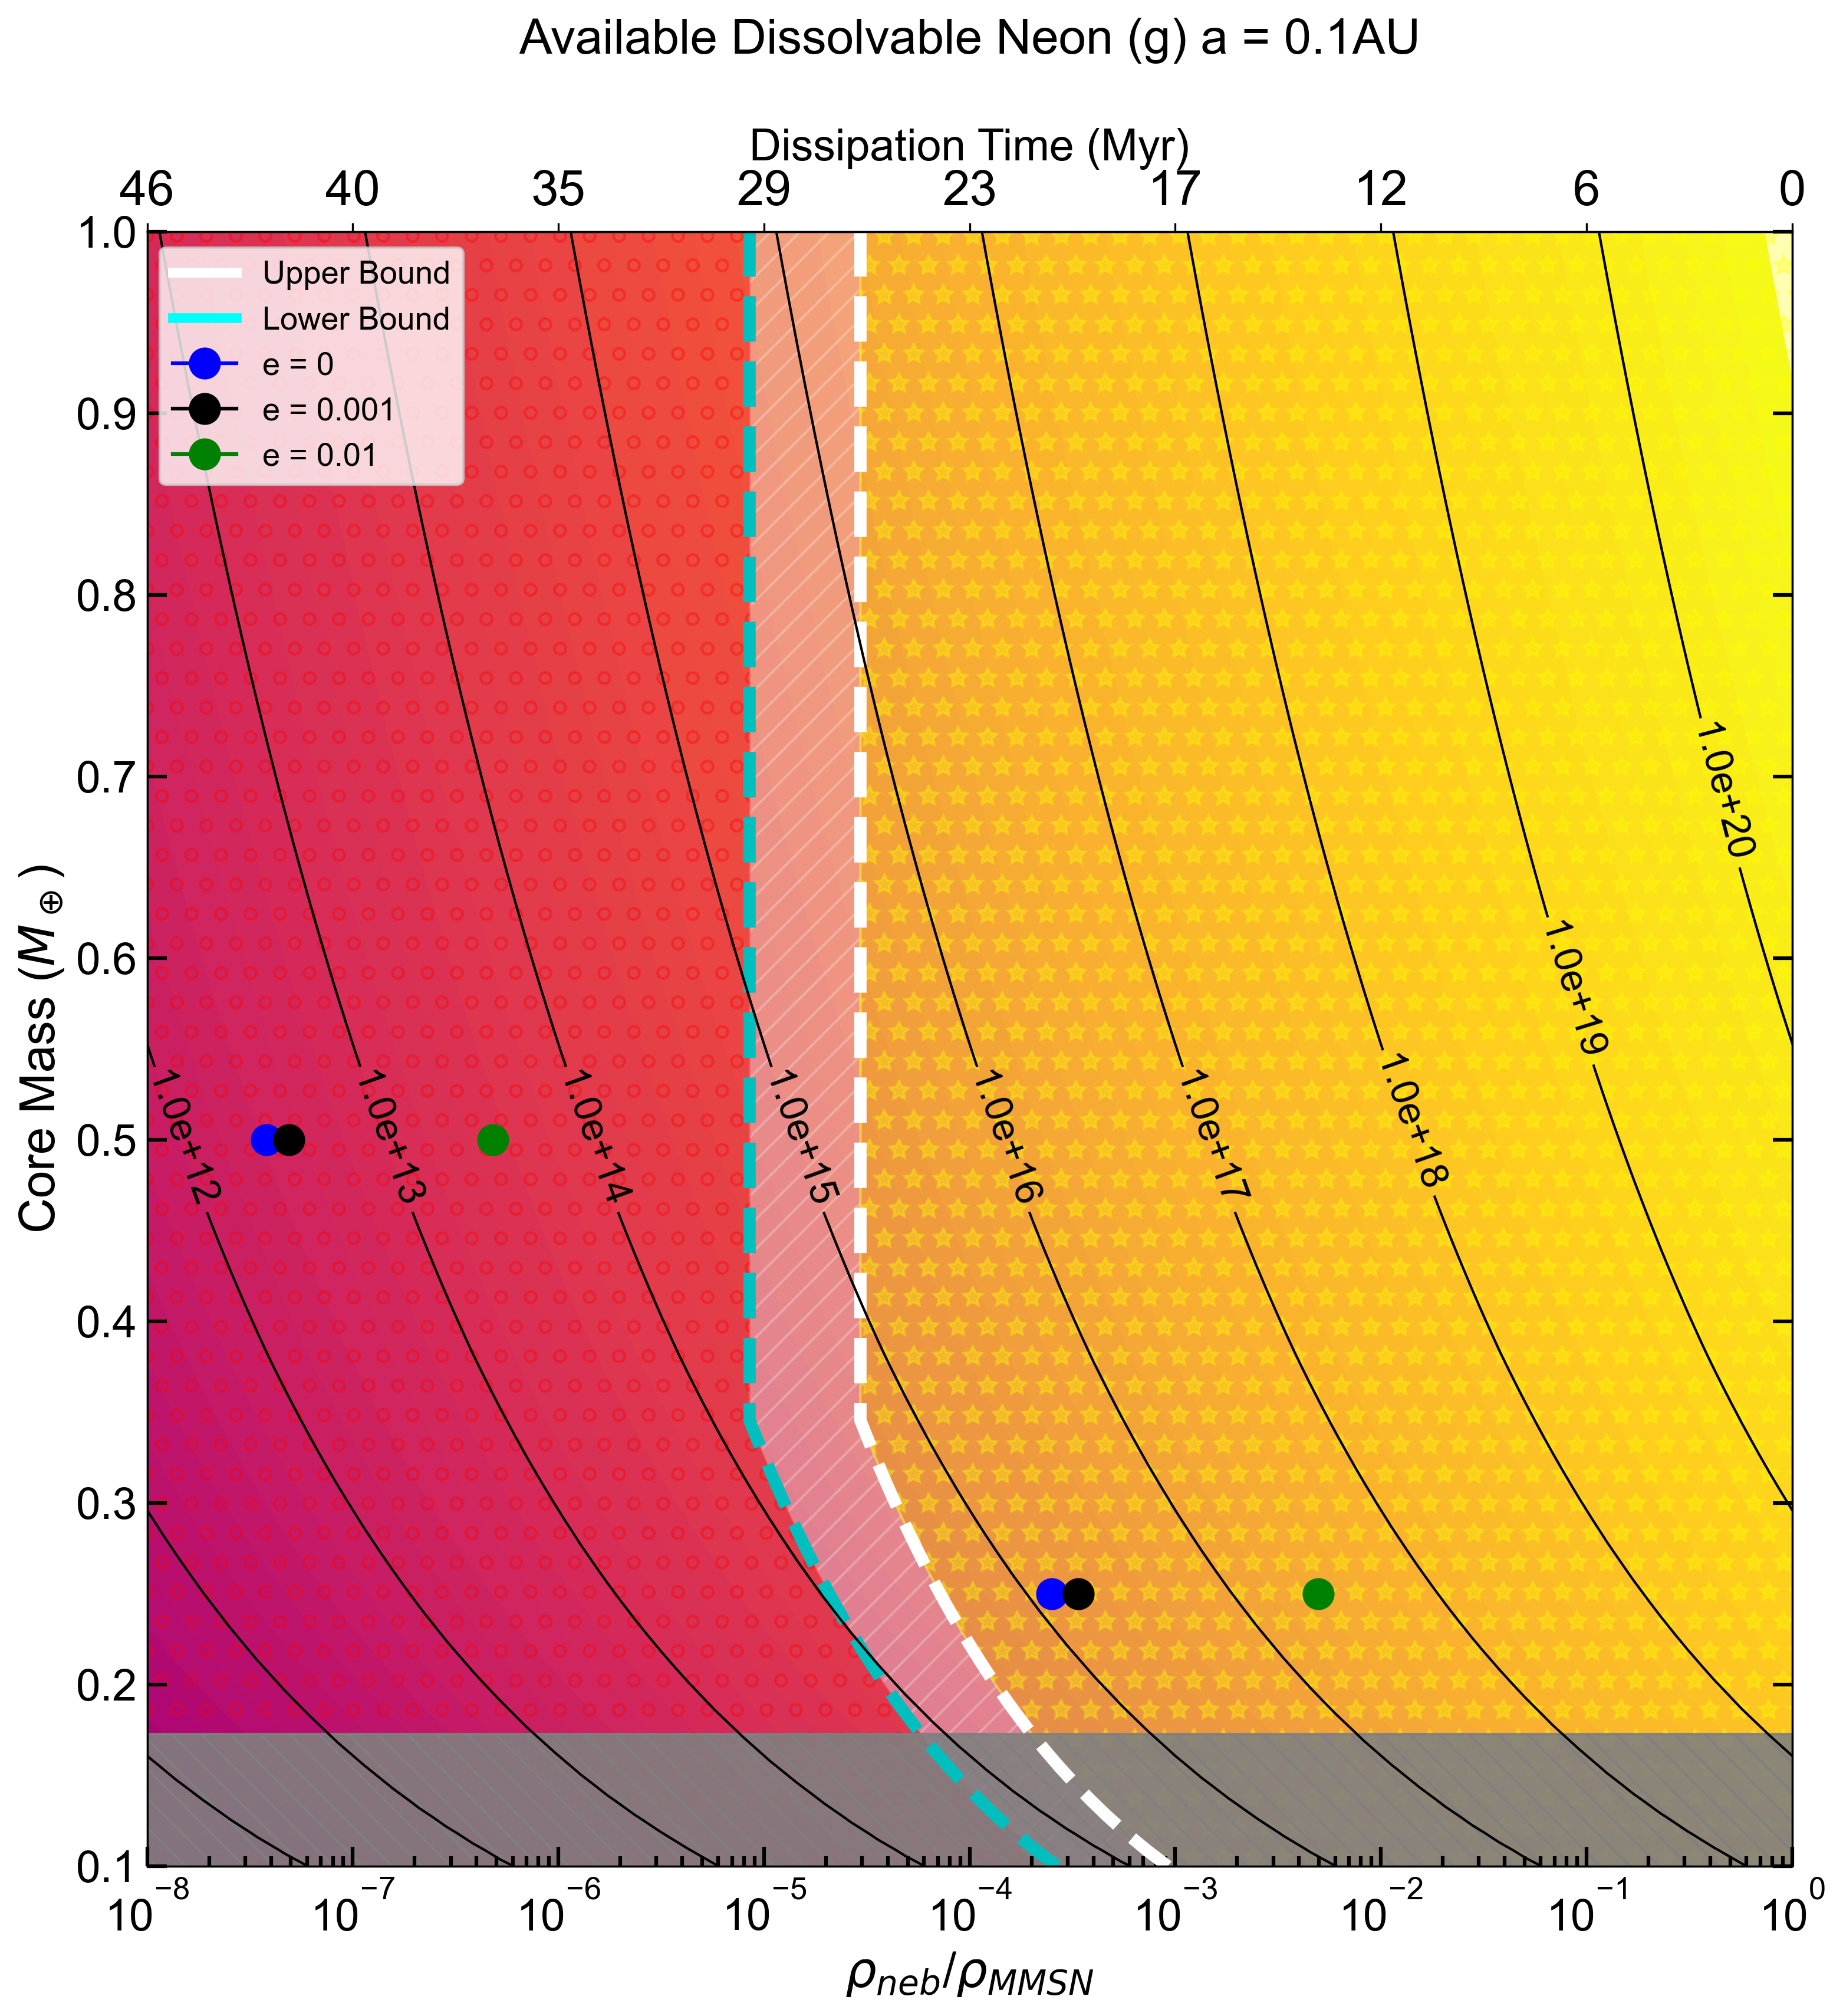 Available Dissolvable Neon (g) a = 0.1AU
Dissipation Time (Myr)
46 40 35 29 23 17 12 6 0
1.0
0.9
0.8
0.7
0.6
0.5
0.4
0.3
0.2
0.1
Core Mass (M⊕)
Upper Bound
Lower Bound
e = 0
e = 0.001
e = 0.01
1.0e+12
1.0e+13
1.0e+14
1.0e+15
1.0e+16
1.0e+17
1.0e+18
1.0e+19
1.0e+20
10⁻⁸ 10⁻⁷ 10⁻⁶ 10⁻⁵ 10⁻⁴ 10⁻³ 10⁻² 10⁻¹ 10⁰
ρneb/ρMMSN